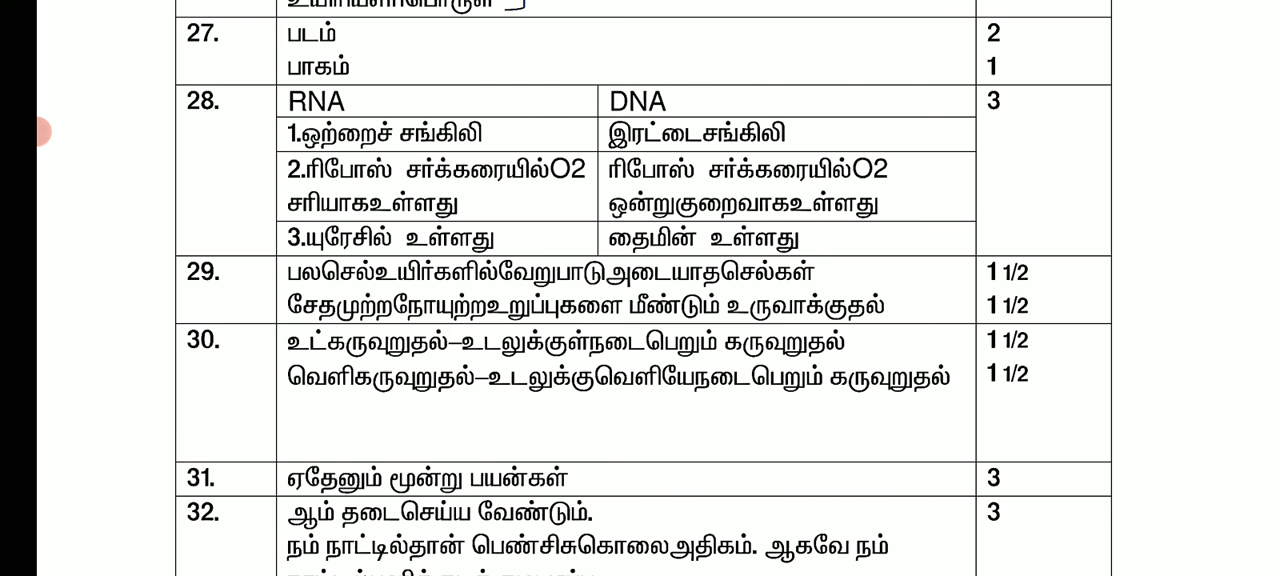 27. படம் 2
பாகம் 1
28. RNA DNA 3
1.ஒற்றைச் சங்கிலி இரட்டைசங்கிலி
2.ரிபோஸ் சர்க்கரையில்O2 ரிபோஸ் சர்க்கரையில்O2
சரியாகஉள்ளது ஒன்றுகுறைவாகஉள்ளது
3.யுரேசில் உள்ளது தைமின் உள்ளது
29. பலசெல்உயிர்களில்வேறுபாடுஅடையாதசெல்கள் 1 1/2
சேதமுற்றநோயுற்றஉறுப்புகளை மீண்டும் உருவாக்குதல் 1 1/2
30. உட்கருவுறுதல்–உடலுக்குள்நடைபெறும் கருவுறுதல் 1 1/2
வெளிகருவுறுதல்–உடலுக்குவெளியேநடைபெறும் கருவுறுதல் 1 1/2
31. ஏதேனும் மூன்று பயன்கள் 3
32. ஆம் தடைசெய்ய வேண்டும். 3
நம் நாட்டில்தான் பெண்சிசுகொலைஅதிகம். ஆகவே நம்